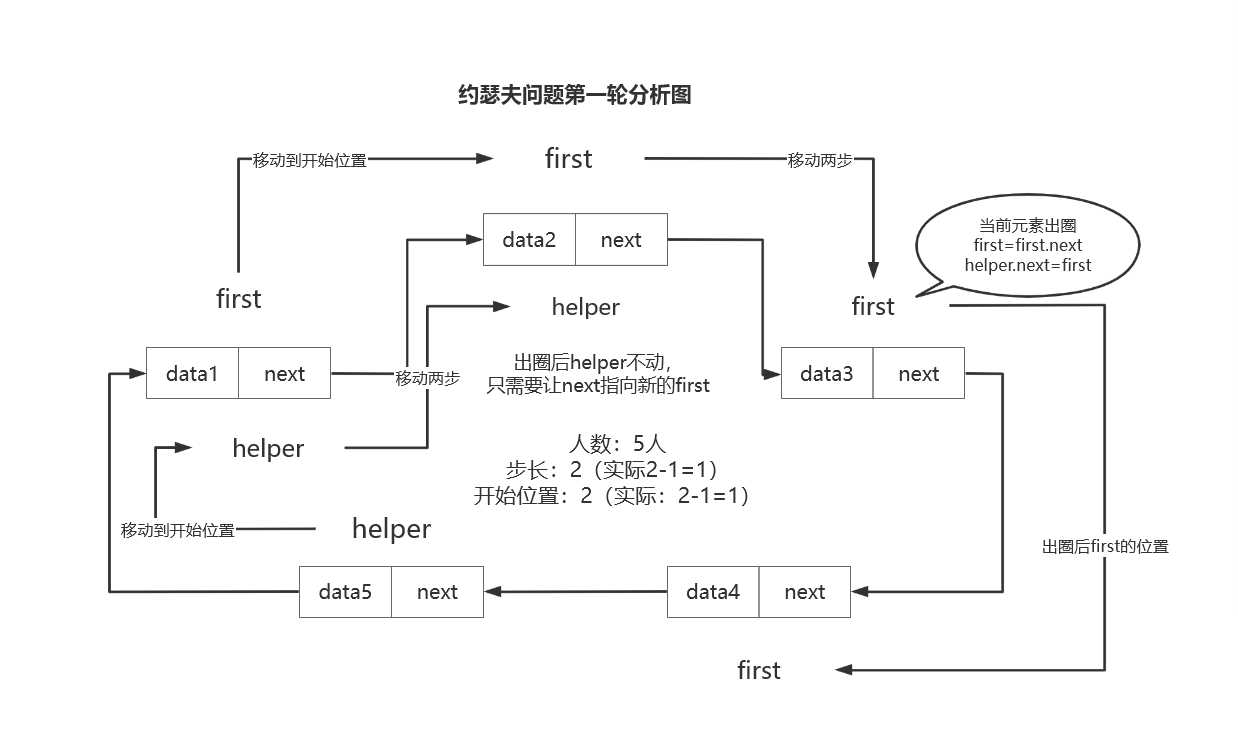 约瑟夫问题第一轮分析图
移动到开始位置
first
移动两步
当前元素出圈
first=first.next
helper.next=first
data2
next
first
helper
first
data1
next
移动两步
出圈后helper不动，
只需要让next指向新的first
data3
next
helper
人数：5人
步长：2（实际2-1=1）
开始位置：2（实际：2-1=1）
移动到开始位置
helper
出圈后first的位置
data5
next
data4
next
first